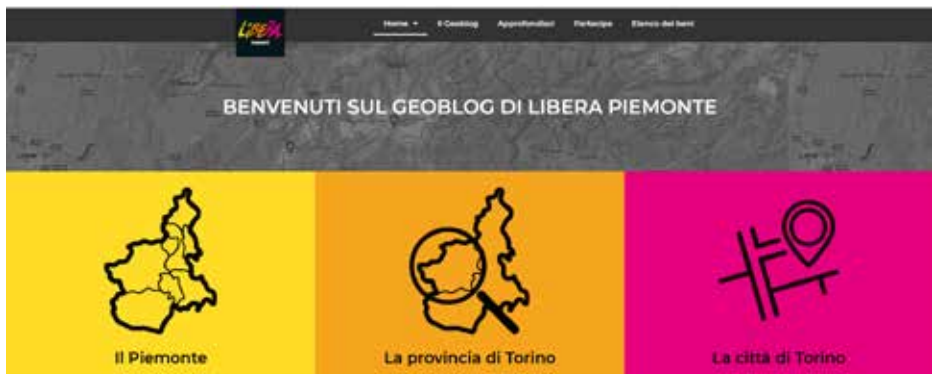 LIBERA
Home Il Geoblog Approfondisci Partecipa Elenco dei beni
BENVENUTI SUL GEOBLOG DI LIBERA PIEMONTE
Il Piemonte
La provincia di Torino
La città di Torino